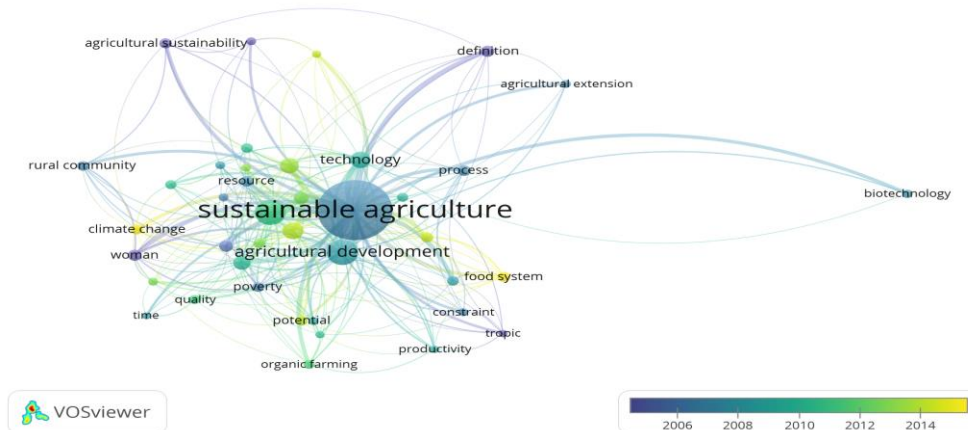 agricultural sustainability
definition
agricultural extension
technology
rural community
process
resource
biotechnology
sustainable agriculture
climate change
agricultural development
woman
food system
poverty
quality
constraint
time
potential
tropic
productivity
organic farming
VOSviewer
2006 2008 2010 2012 2014